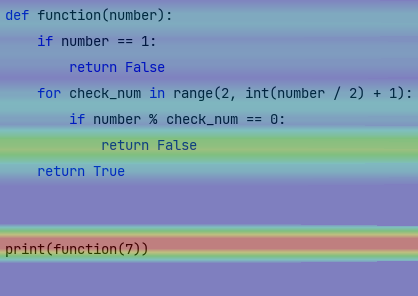 def function(number):
    if number == 1:
        return False
    for check_num in range(2, int(number / 2) + 1):
        if number % check_num == 0:
            return False
    return True
print(function(7))